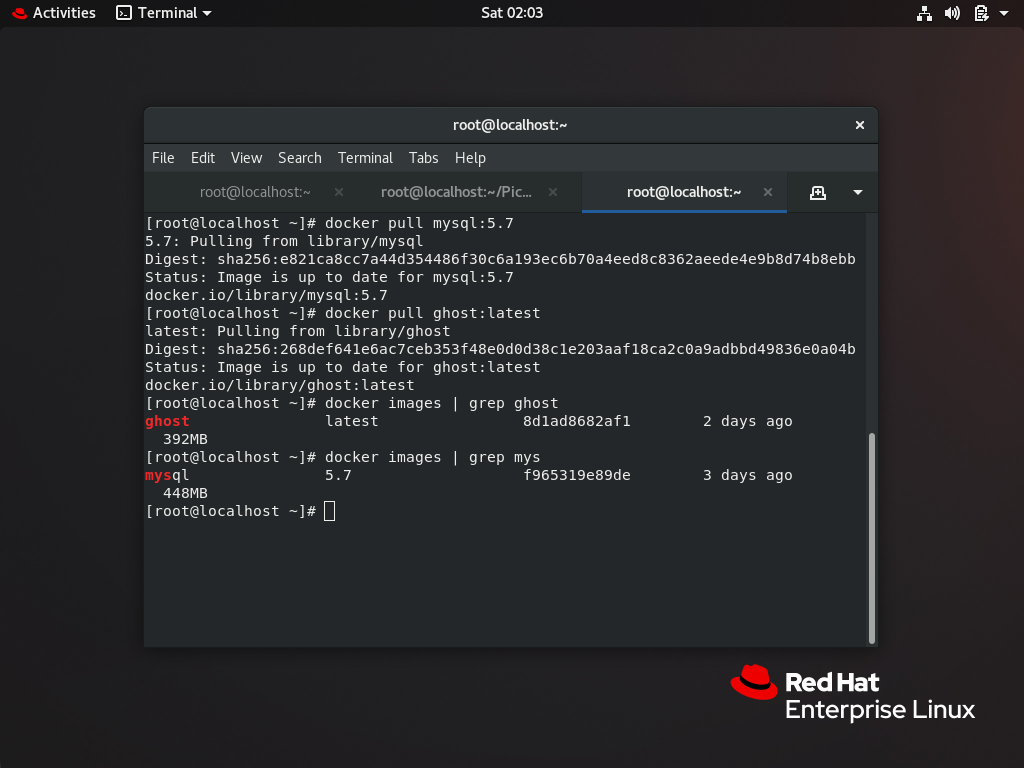 Activities Terminal Sat 02:03
root@localhost:~
File Edit View Search Terminal Tabs Help
root@localhost:~ root@localhost:~/Pic... root@localhost:~
[root@localhost ~]# docker pull mysql:5.7
5.7: Pulling from library/mysql
Digest: sha256:e821ca8cc7a44d354486f30c6a193ec6b70a4eed8c8362aeede4e9b8d74b8ebb
Status: Image is up to date for mysql:5.7
docker.io/library/mysql:5.7
[root@localhost ~]# docker pull ghost:latest
latest: Pulling from library/ghost
Digest: sha256:268def641e6ac7ceb353f48e0d0d38c1e203aaf18ca2c0a9adbbd49836e0a04b
Status: Image is up to date for ghost:latest
docker.io/library/ghost:latest
[root@localhost ~]# docker images | grep ghost
ghost latest 8d1ad8682af1 2 days ago
392MB
[root@localhost ~]# docker images | grep mys
mysql 5.7 f965319e89de 3 days ago
448MB
[root@localhost ~]#
Red Hat
Enterprise Linux